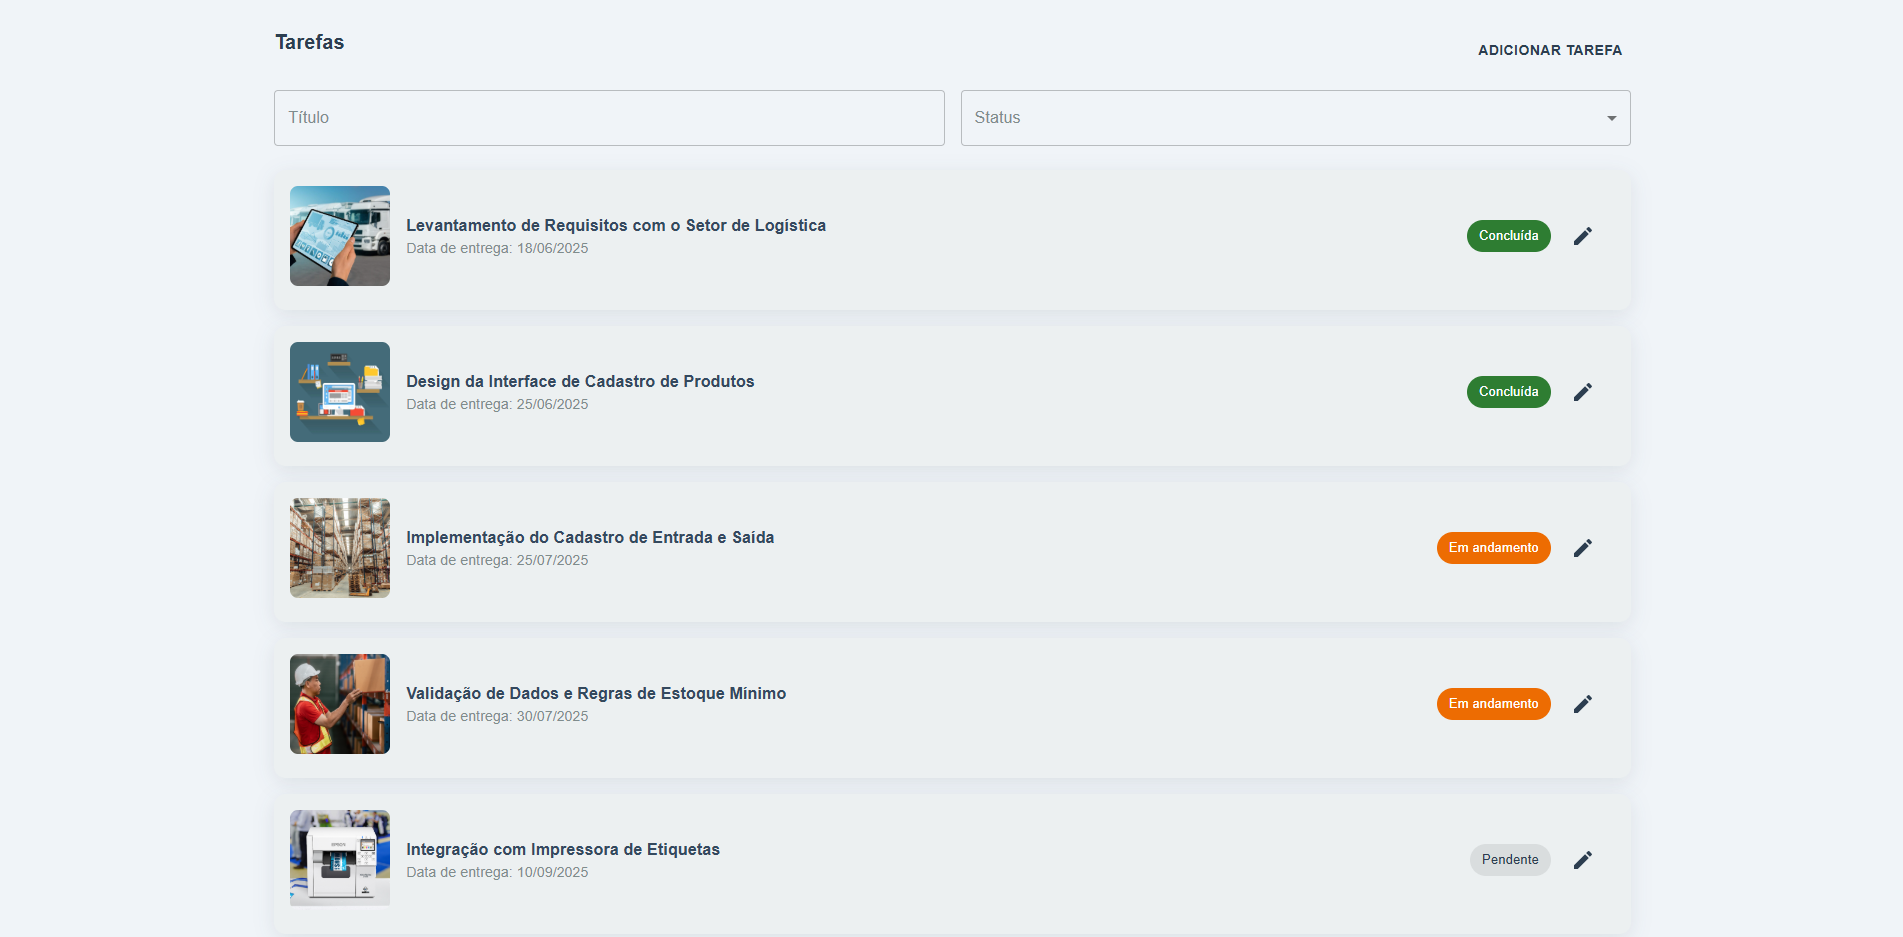 Tarefas
ADICIONAR TAREFA
Título
Status
Levantamento de Requisitos com o Setor de Logística
Data de entrega: 18/06/2025
Concluída
Design da Interface de Cadastro de Produtos
Data de entrega: 25/06/2025
Concluída
Implementação do Cadastro de Entrada e Saída
Data de entrega: 25/07/2025
Em andamento
Validação de Dados e Regras de Estoque Mínimo
Data de entrega: 30/07/2025
Em andamento
EPSON
Integração com Impressora de Etiquetas
Data de entrega: 10/09/2025
Pendente